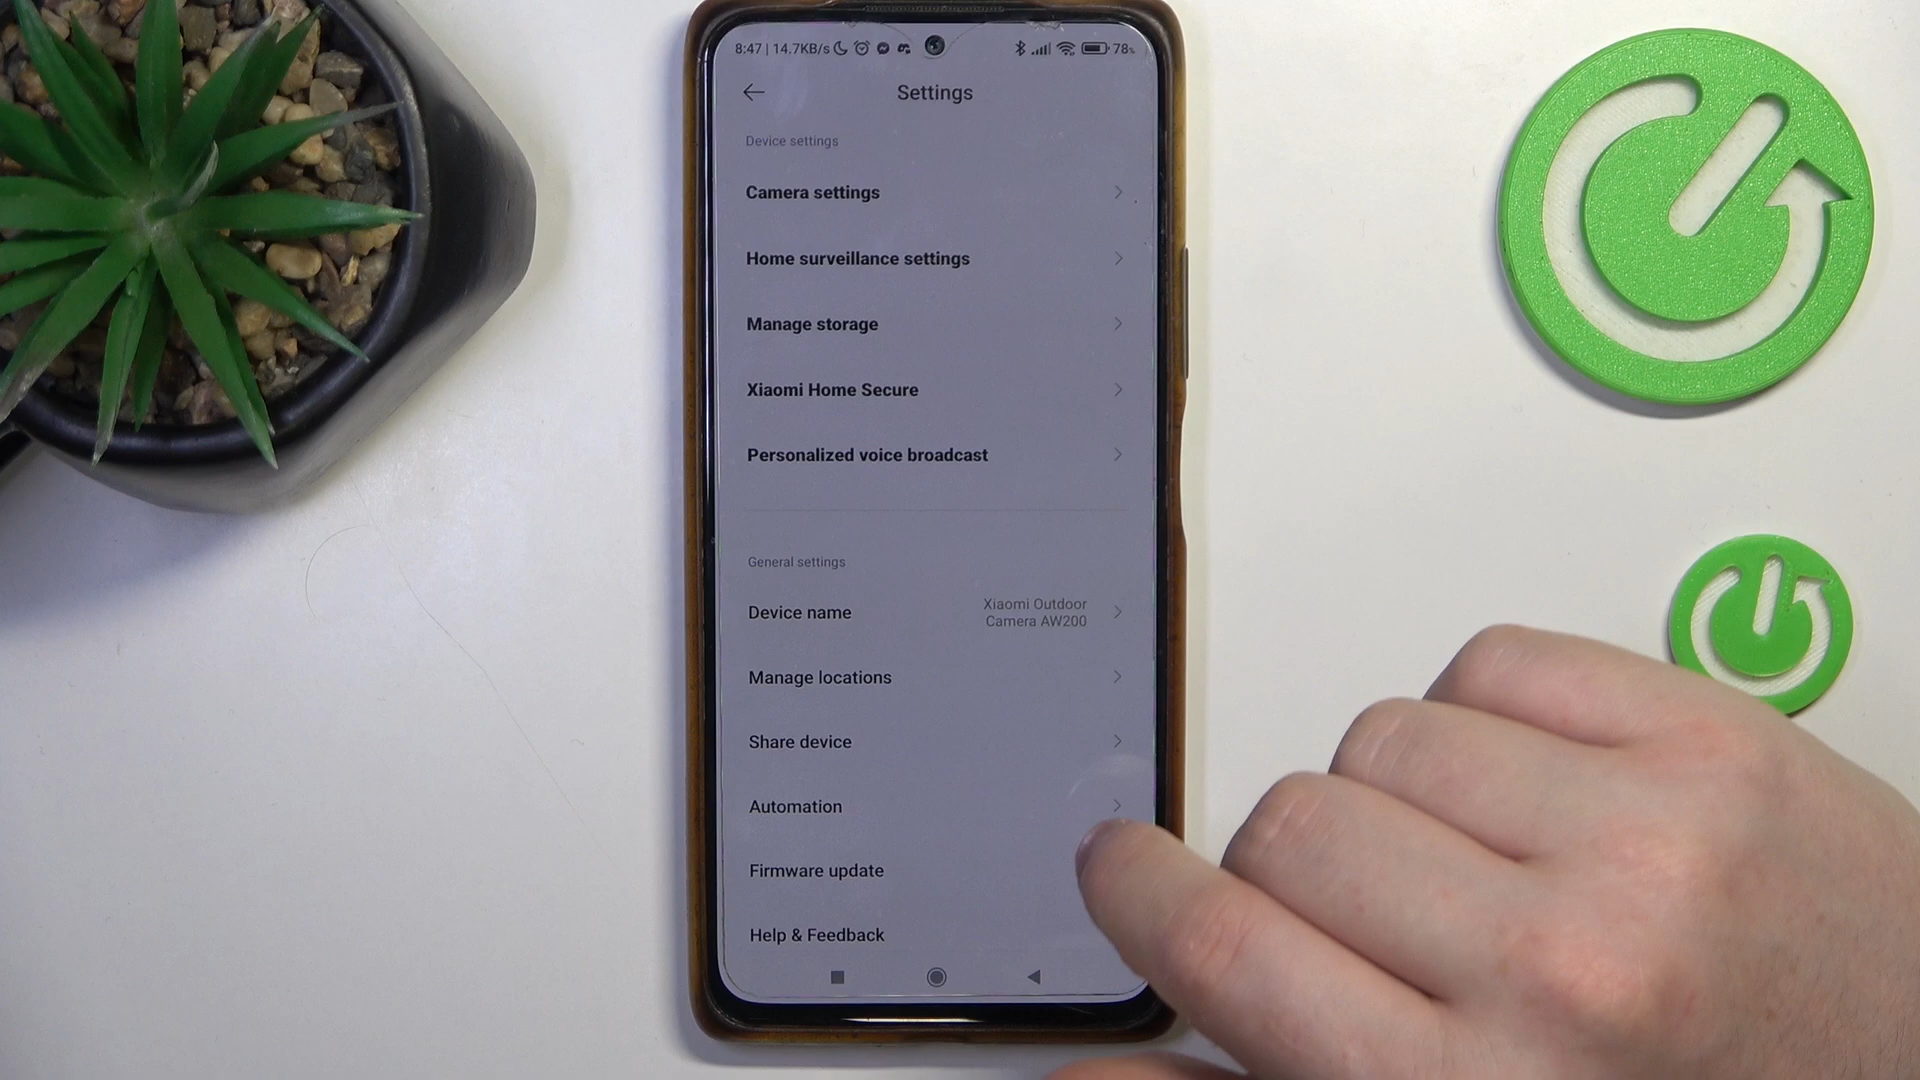 8:47 | 14.7KB/s 78%
Settings
Device settings
Camera settings
Home surveillance settings
Manage storage
Xiaomi Home Secure
Personalized voice broadcast
General settings
Device name
Xiaomi Outdoor
Camera AW200
Manage locations
Share device
Automation
Firmware update
Help & Feedback